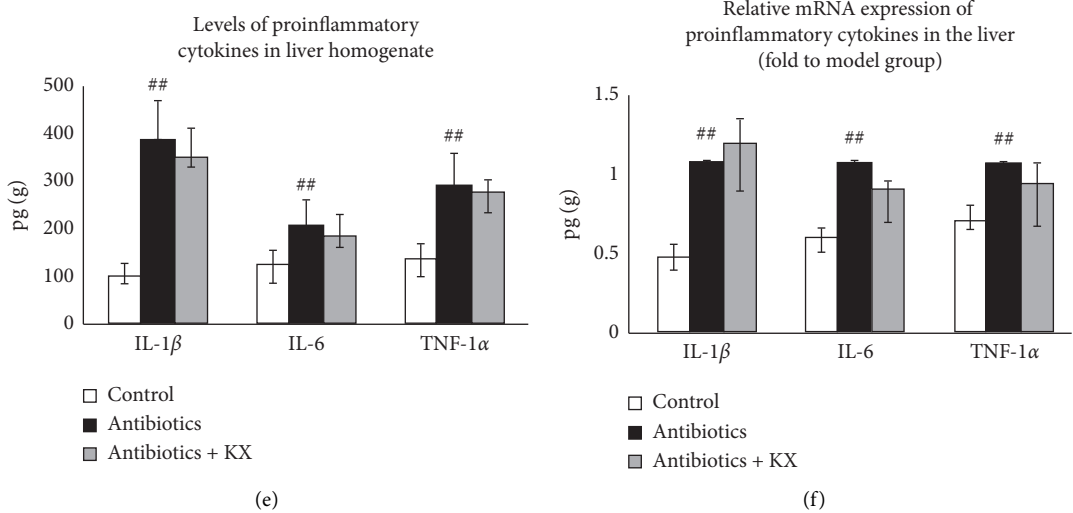 Levels of proinflammatory
cytokines in liver homogenate
500
400
300
200
100
0
pg (g)
##
##
##
IL-1β
IL-6
TNF-1α
Control
Antibiotics
Antibiotics + KX
(e)
Relative mRNA expression of
proinflammatory cytokines in the liver
(fold to model group)
1.5
1
0.5
0
pg (g)
##
##
##
IL-1β
IL-6
TNF-1α
Control
Antibiotics
Antibiotics + KX
(f)